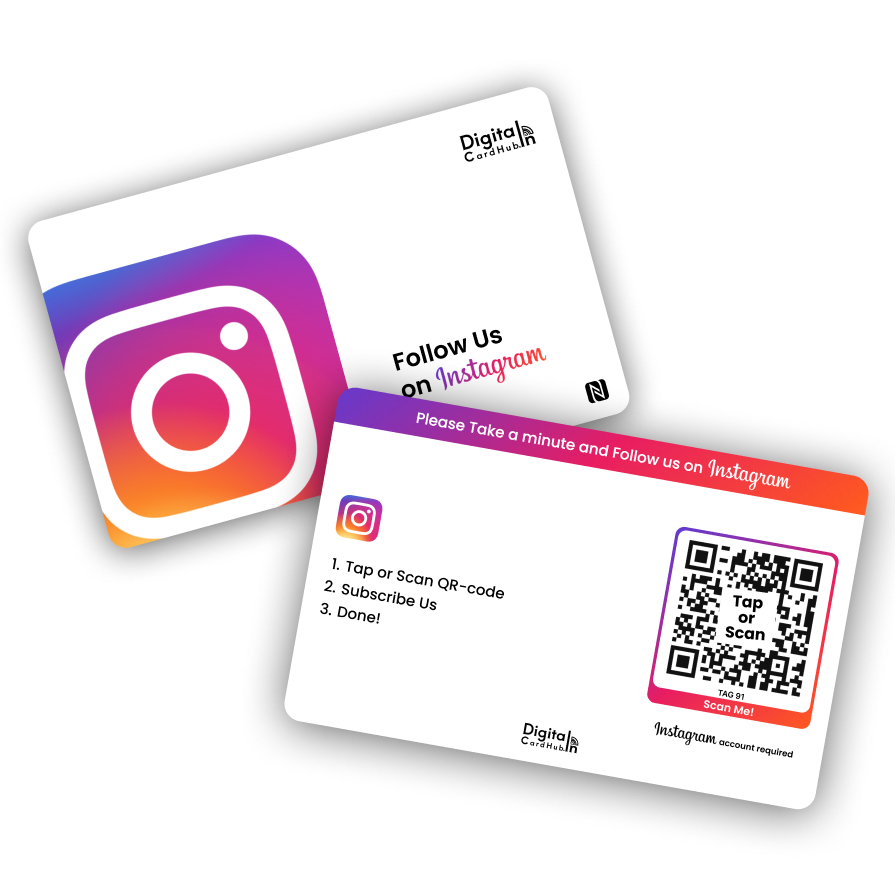 Digital In
CardHub.
Follow Us
on Instagram
N
Please Take a minute and Follow us on Instagram
1. Tap or Scan QR-code
2. Subscribe Us
3. Done!
Tap
or
Scan
TAG 91
Scan Me!
Instagram account required
Digital In
CardHub.